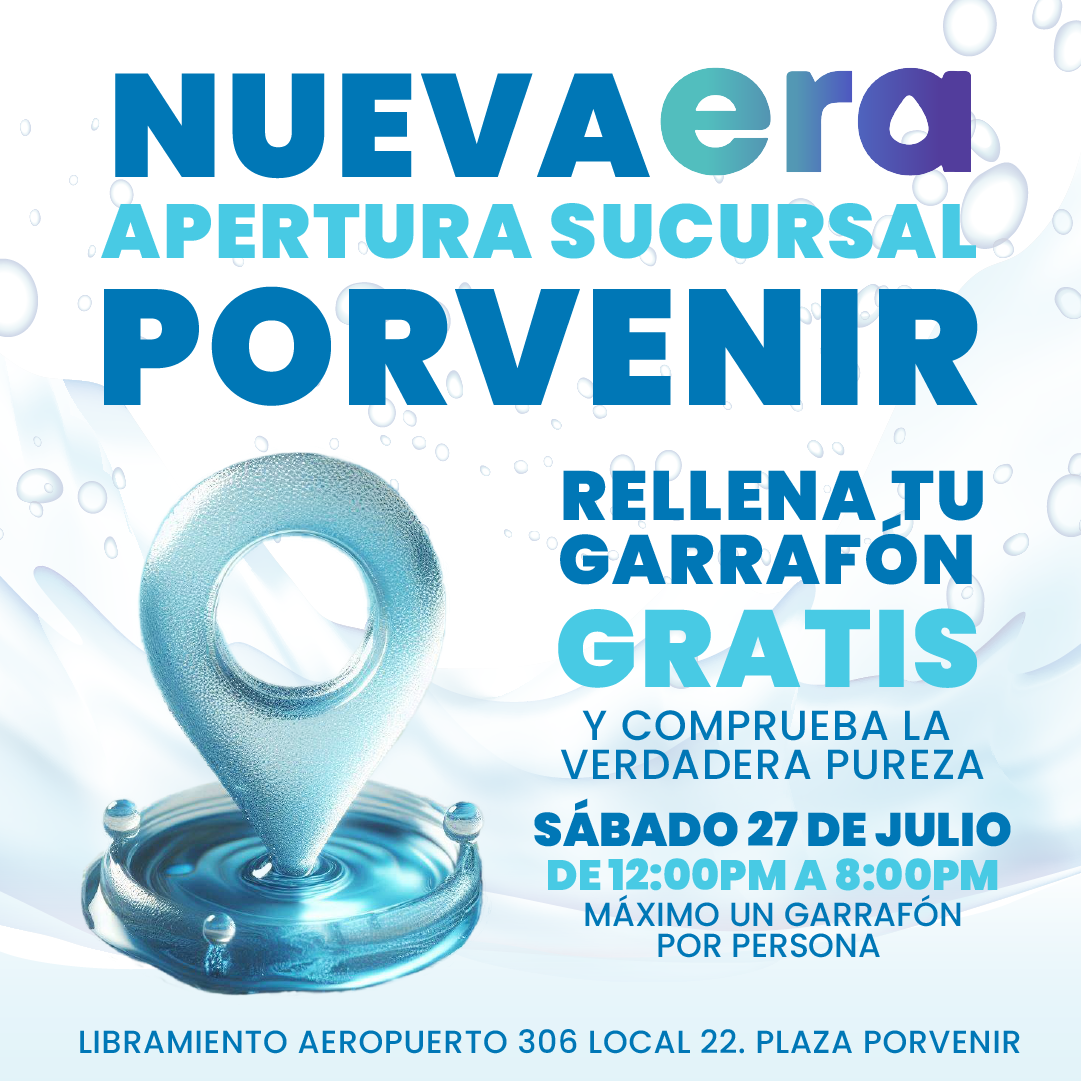 NUEVA era
APERTURA SUCURSAL
PORVENIR
RELLENA TU
GARRAFÓN
GRATIS
Y COMPRUEBA LA
VERDADERA PUREZA
SÁBADO 27 DE JULIO
DE 12:00PM A 8:00PM
MÁXIMO UN GARRAFÓN
POR PERSONA
LIBRAMIENTO AEROPUERTO 306 LOCAL 22. PLAZA PORVENIR